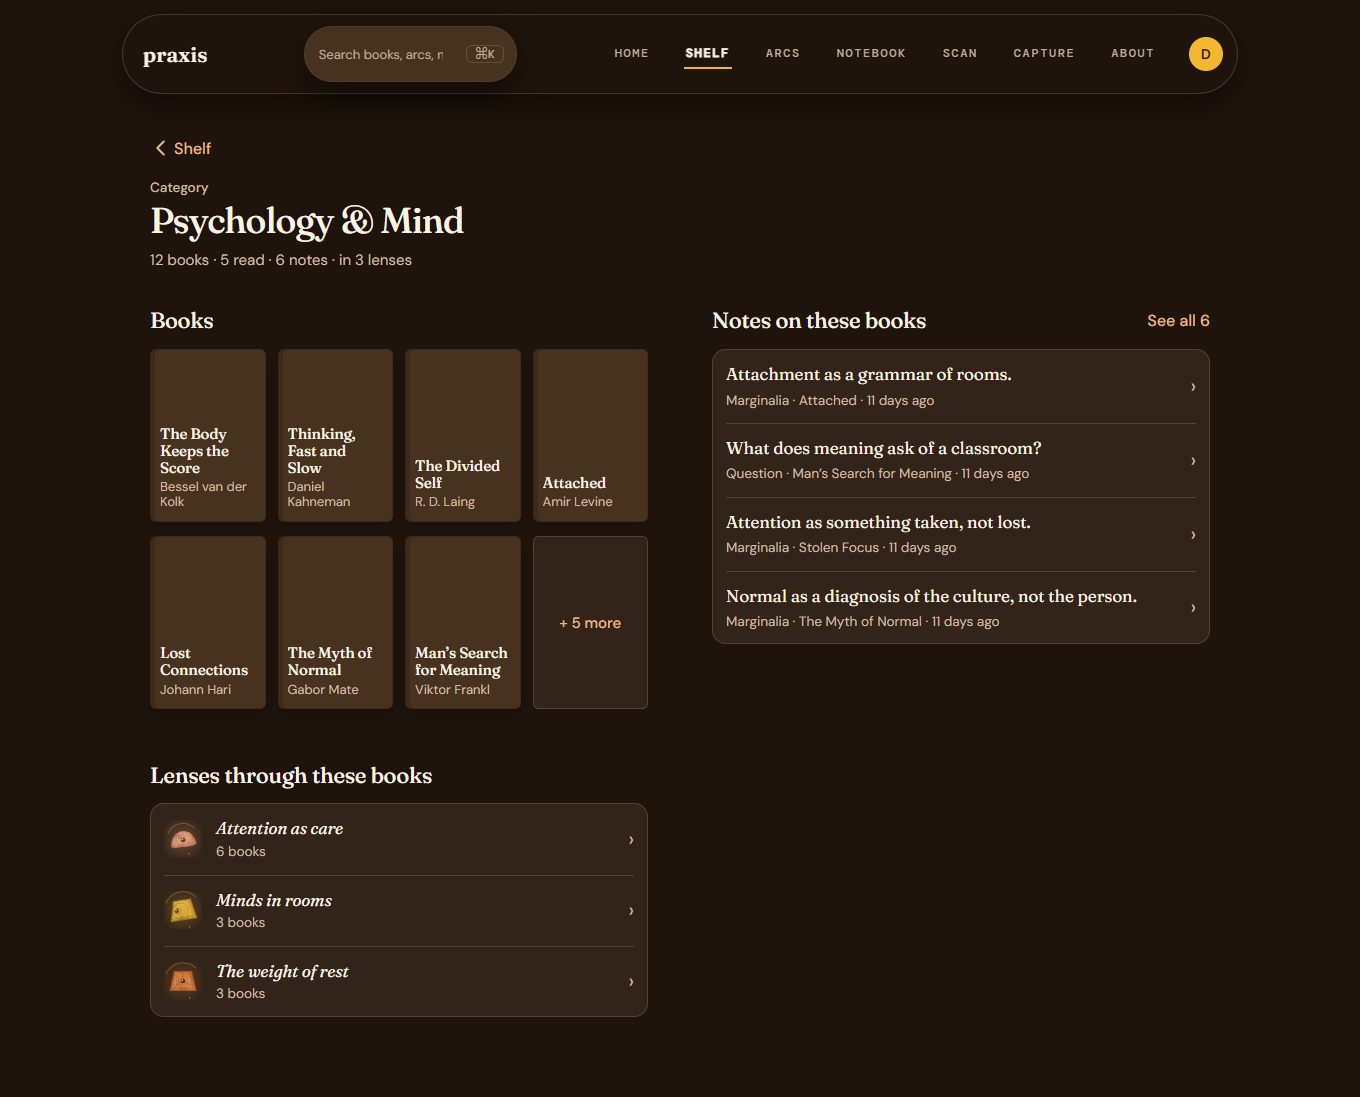 praxis
Search books, arcs, n
⌘K
HOME
SHELF
ARCS
NOTEBOOK
SCAN
CAPTURE
ABOUT
D
Shelf
Category
Psychology & Mind
12 books · 5 read · 6 notes · in 3 lenses
Books
The Body
Keeps the
Score
Bessel van der
Kolk
Thinking,
Fast and
Slow
Daniel
Kahneman
The Divided
Self
R. D. Laing
Attached
Amir Levine
Lost
Connections
Johann Hari
The Myth of
Normal
Gabor Mate
Man’s Search
for Meaning
Viktor Frankl
+ 5 more
Notes on these books
See all 6
Attachment as a grammar of rooms.
Marginalia · Attached · 11 days ago
What does meaning ask of a classroom?
Question · Man’s Search for Meaning · 11 days ago
Attention as something taken, not lost.
Marginalia · Stolen Focus · 11 days ago
Normal as a diagnosis of the culture, not the person.
Marginalia · The Myth of Normal · 11 days ago
Lenses through these books
Attention as care
6 books
Minds in rooms
3 books
The weight of rest
3 books